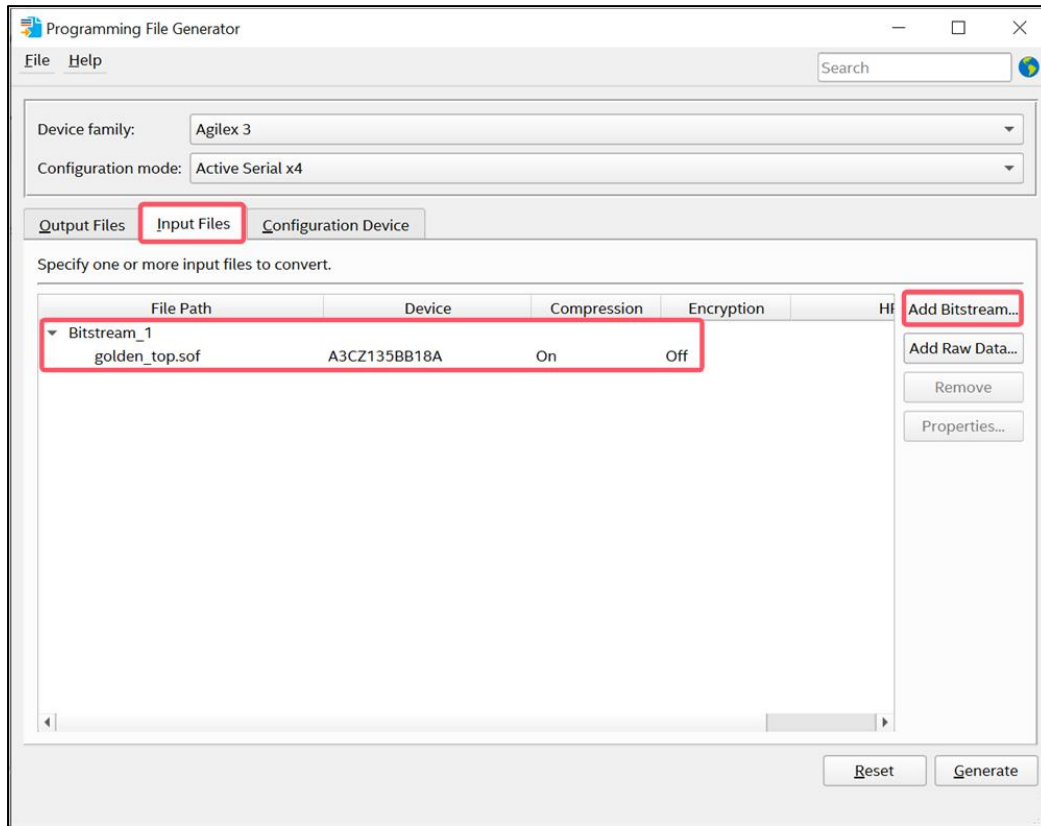 Programming File Generator
File Help
Search
Device family: Agilex 3
Configuration mode: Active Serial x4
Output Files Input Files Configuration Device
Specify one or more input files to convert.
File Path Device Compression Encryption
Add Bitstream...
Bitstream_1
golden_top.sof A3CZ135BB18A On Off
Add Raw Data...
Remove
Properties...
Reset Generate